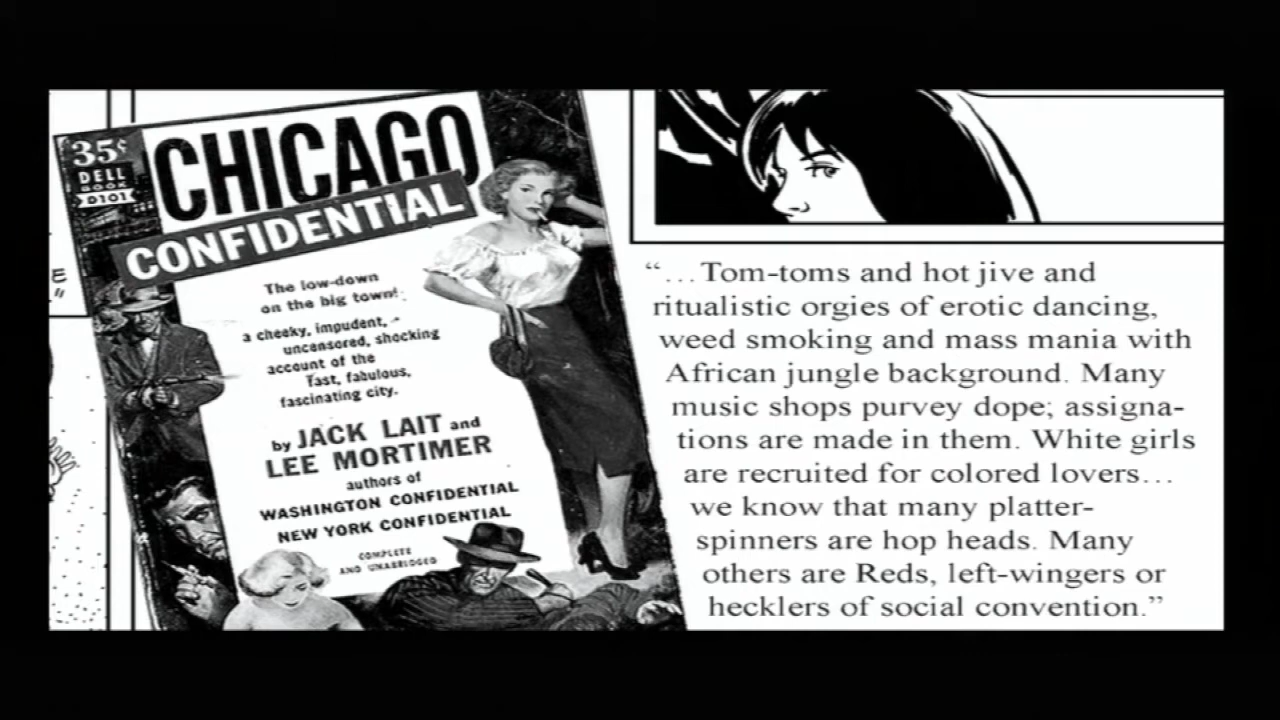 35¢
DELL
BOOK
D101
CHICAGO
CONFIDENTIAL
The low-down
on the big town!
a cheeky, impudent,
uncensored, shocking
account of the
fast, fabulous,
fascinating city.
by JACK LAIT and
LEE MORTIMER
authors of
WASHINGTON CONFIDENTIAL
NEW YORK CONFIDENTIAL
COMPLETE
AND UNABRIDGED
E
"
“…Tom-toms and hot jive and
ritualistic orgies of erotic dancing,
weed smoking and mass mania with
African jungle background. Many
music shops purvey dope; assigna-
tions are made in them. White girls
are recruited for colored lovers…
we know that many platter-
spinners are hop heads. Many
others are Reds, left-wingers or
hecklers of social convention.”